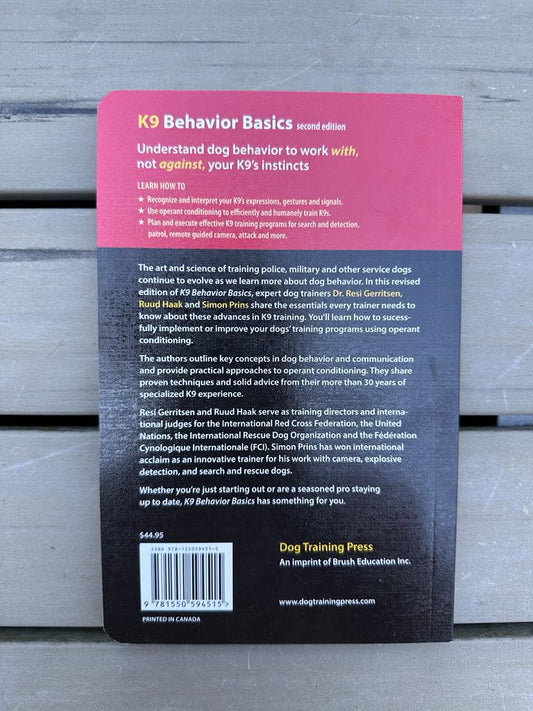 K9 Behavior Basics second edition
Understand dog behavior to work with,
not against, your K9's instincts
LEARN HOW TO
★ Recognize and interpret your K9's expressions, gestures and signals.
★ Use operant conditioning to efficiently and humanely train K9s.
★ Plan and execute effective K9 training programs for search and detection,
patrol, remote guided camera, attack and more.
The art and science of training police, military and other service dogs
continue to evolve as we learn more about dog behavior. In this revised
edition of K9 Behavior Basics, expert dog trainers Dr. Resi Gerritsen,
Ruud Haak and Simon Prins share the essentials every trainer needs to
know about these advances in K9 training. You'll learn how to sucess-
fully implement or improve your dogs' training programs using operant
conditioning.
The authors outline key concepts in dog behavior and communication
and provide practical approaches to operant conditioning. They share
proven techniques and solid advice from their more than 30 years of
specialized K9 experience.
Resi Gerritsen and Ruud Haak serve as training directors and interna-
tional judges for the International Red Cross Federation, the United
Nations, the International Rescue Dog Organization and the Fédération
Cynologique Internationale (FCI). Simon Prins has won international
acclaim as an innovative trainer for his work with camera, explosive
detection, and search and rescue dogs.
Whether you're just starting out or are a seasoned pro staying
up to date, K9 Behavior Basics has something for you.
$44.95
978-155059451-5
9 781550 594515>
PRINTED IN CANADA
Dog Training Press
An imprint of Brush Education Inc.
www.dogtrainingpress.com